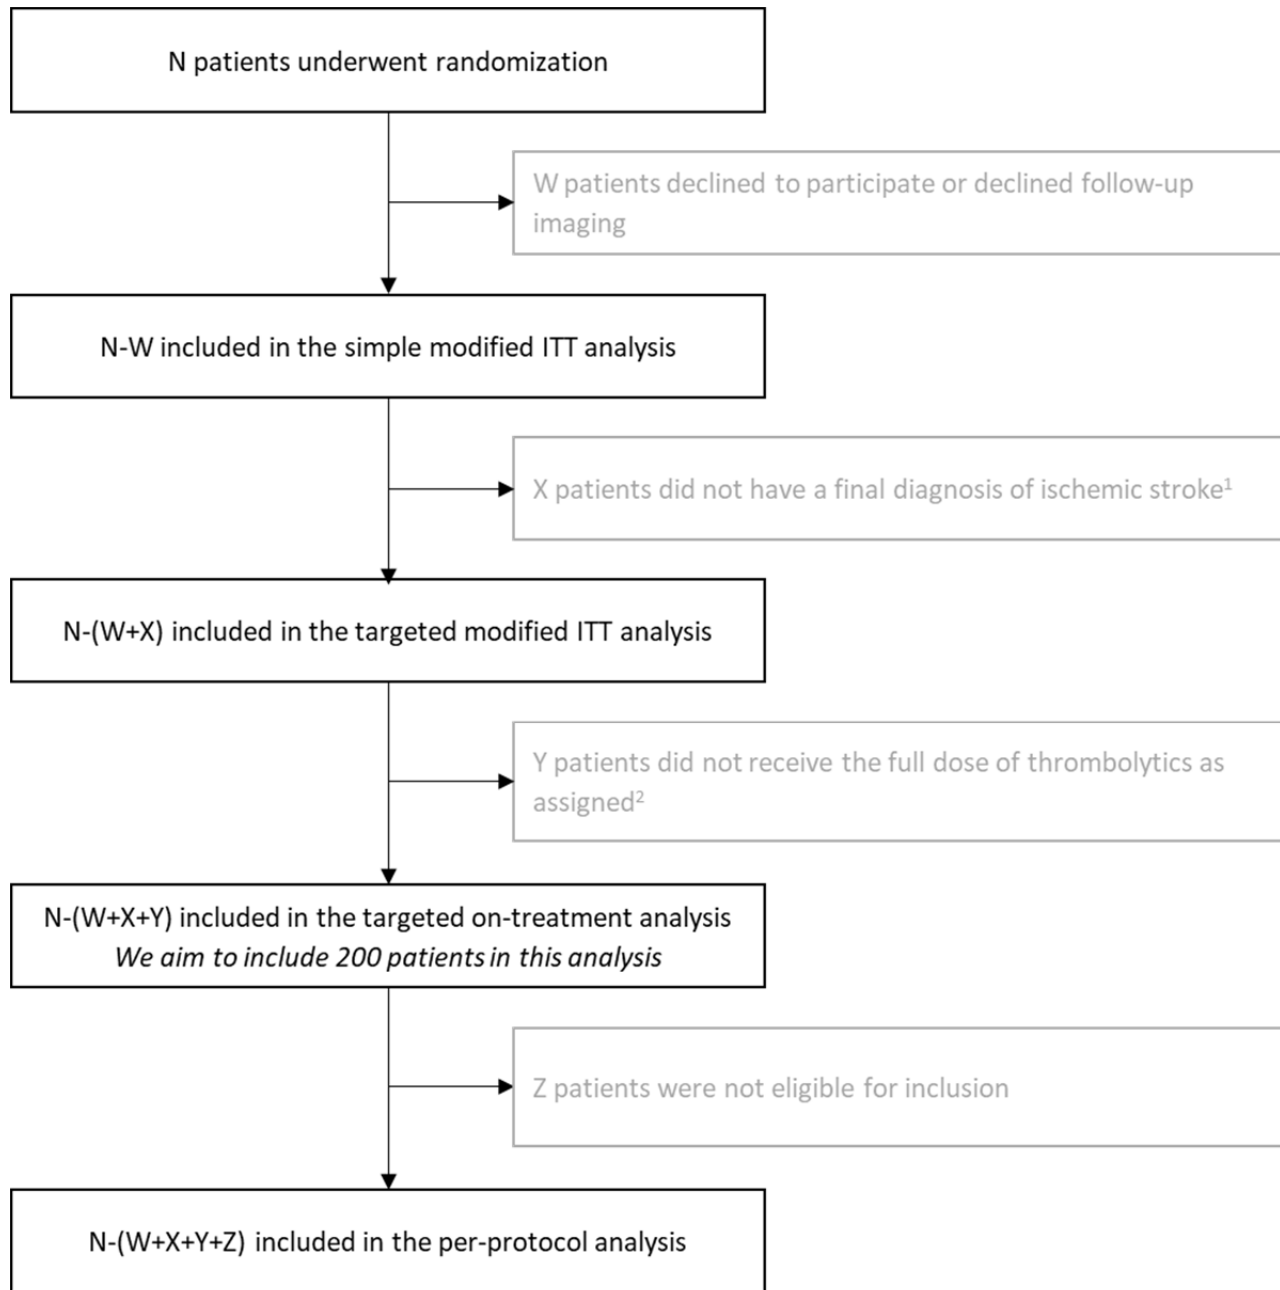 N patients underwent randomization
W patients declined to participate or declined follow-up
imaging
N-W included in the simple modified ITT analysis
X patients did not have a final diagnosis of ischemic stroke¹
N-(W+X) included in the targeted modified ITT analysis
Y patients did not receive the full dose of thrombolytics as
assigned²
N-(W+X+Y) included in the targeted on-treatment analysis
We aim to include 200 patients in this analysis
Z patients were not eligible for inclusion
N-(W+X+Y+Z) included in the per-protocol analysis